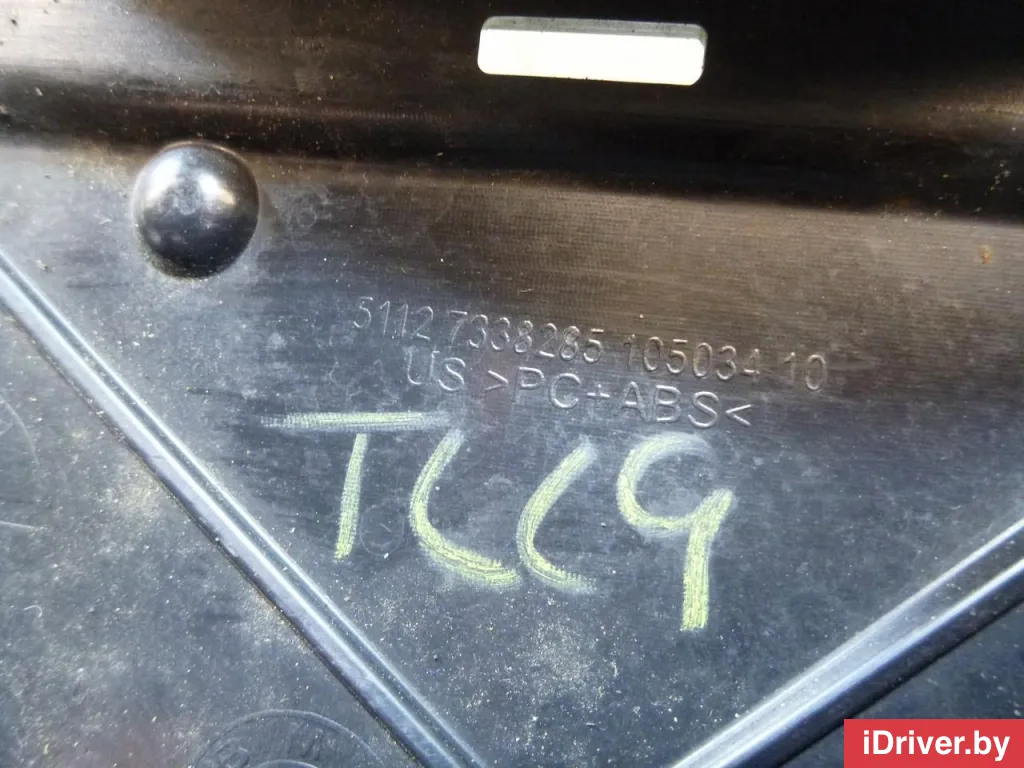 5112 7338285 105034 10
US >PC+ABS<
TCC9
iDriver.by